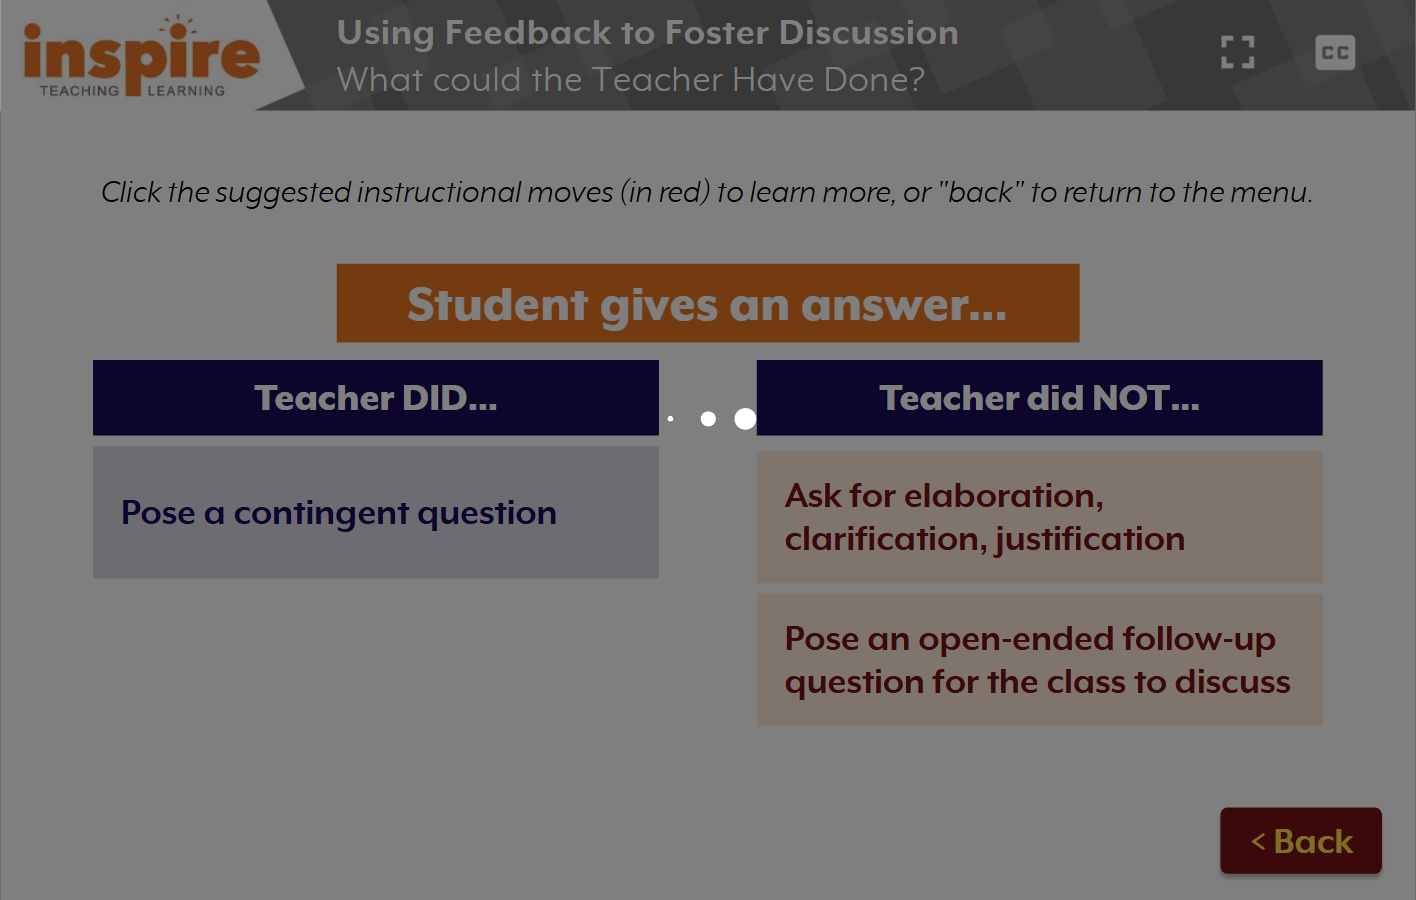 inspire
TEACHING LEARNING
Using Feedback to Foster Discussion
What could the Teacher Have Done?
CC
Click the suggested instructional moves (in red) to learn more, or "back" to return to the menu.
Student gives an answer...
Teacher DID...
Pose a contingent question
Teacher did NOT...
Ask for elaboration,
clarification, justification
Pose an open-ended follow-up
question for the class to discuss
< Back